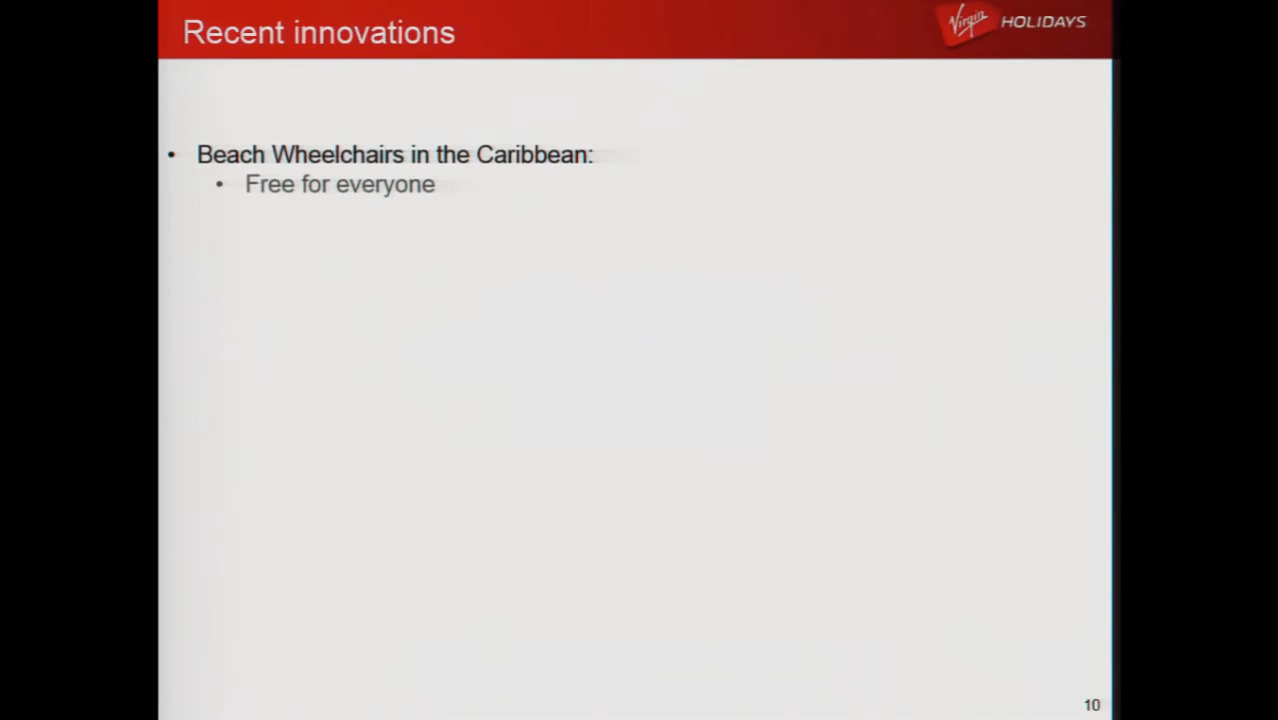 Recent innovations
Virgin HOLIDAYS
• Beach Wheelchairs in the Caribbean:
• Free for everyone
10